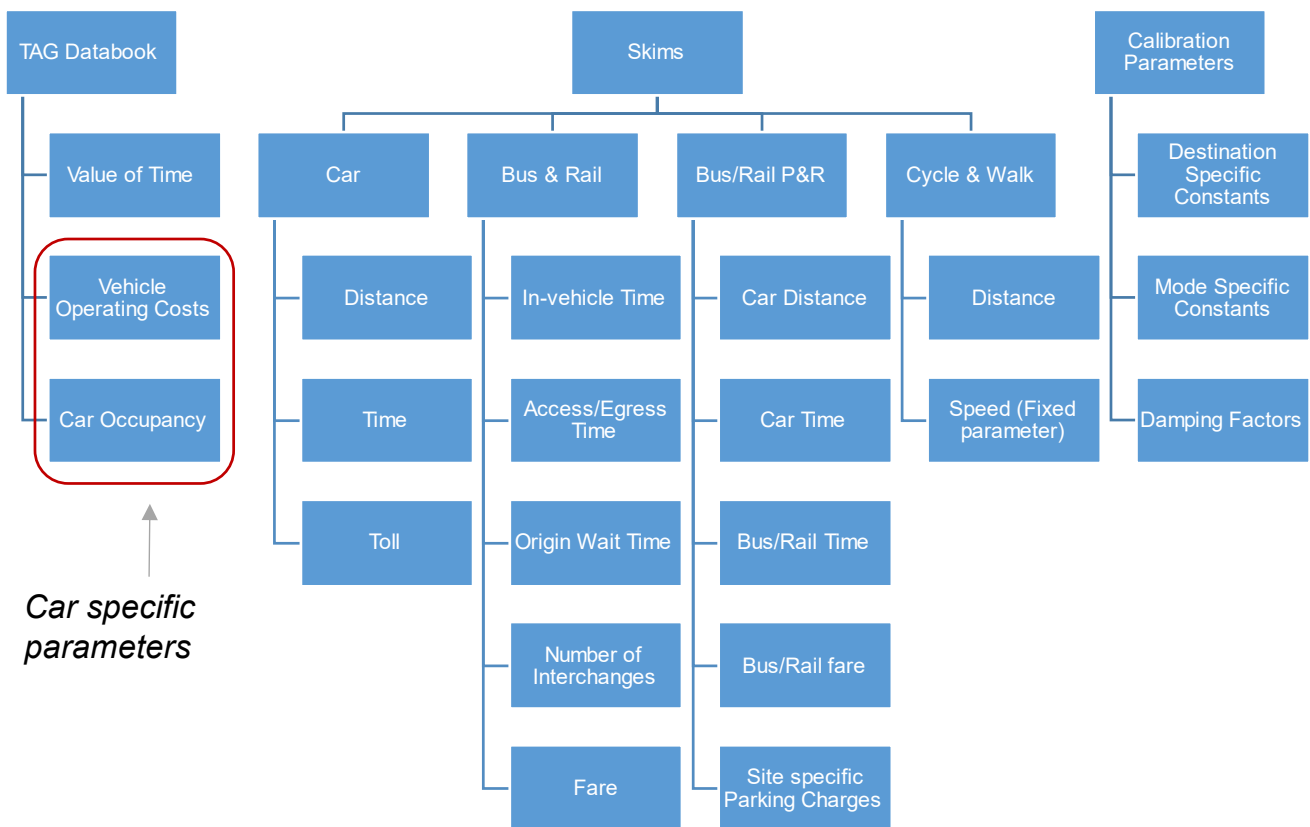 TAG Databook
Value of Time
Vehicle
Operating Costs
Car Occupancy
Car specific
parameters
Skims
Car
Distance
Time
Toll
Bus & Rail
In-vehicle Time
Access/Egress
Time
Origin Wait Time
Number of
Interchanges
Fare
Bus/Rail P&R
Car Distance
Car Time
Bus/Rail Time
Bus/Rail fare
Site specific
Parking Charges
Cycle & Walk
Distance
Speed (Fixed
parameter)
Calibration
Parameters
Destination
Specific
Constants
Mode Specific
Constants
Damping Factors